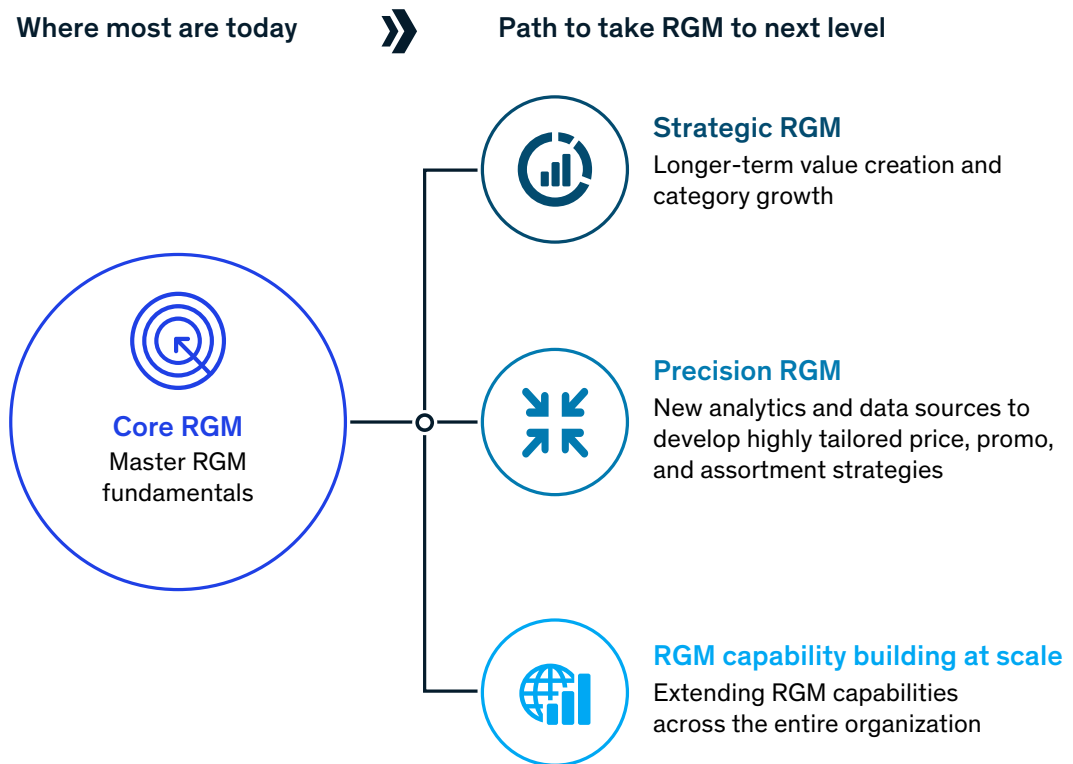 Where most are today
Path to take RGM to next level
Core RGM
Master RGM
fundamentals
Strategic RGM
Longer-term value creation and
category growth
Precision RGM
New analytics and data sources to
develop highly tailored price, promo,
and assortment strategies
RGM capability building at scale
Extending RGM capabilities
across the entire organization